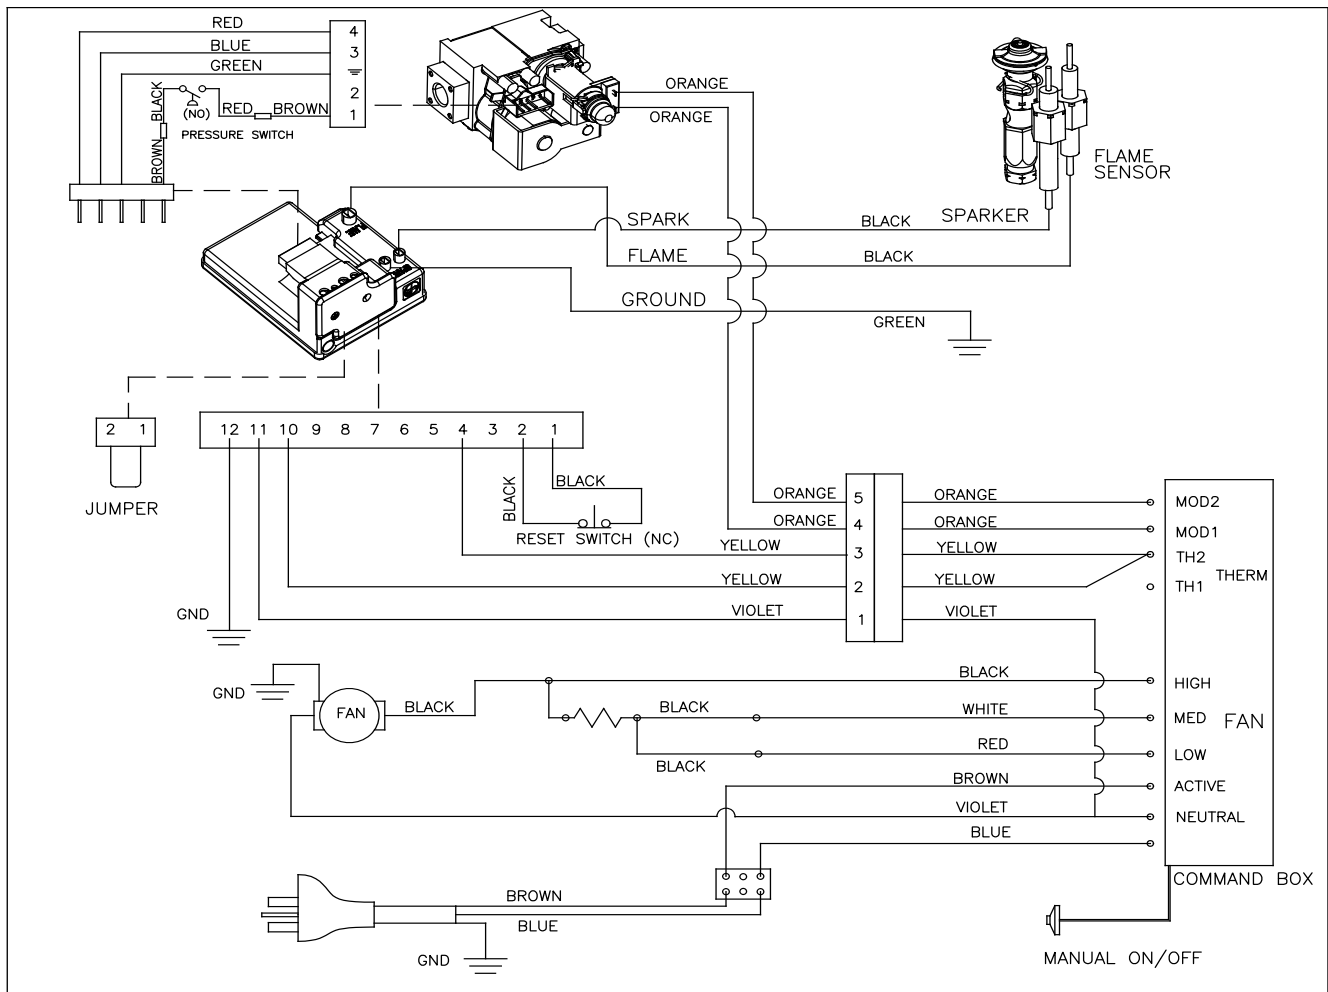 RED
4
BLUE
3
GREEN
2
BLACK
(NO)
RED
BROWN
1
PRESSURE SWITCH
BROWN
ORANGE
ORANGE
FLAME
SENSOR
SPARKER
SPARK
BLACK
FLAME
BLACK
GROUND
GREEN
2 1
JUMPER
12 11 10 9 8 7 6 5 4 3 2 1
BLACK
BLACK
RESET SWITCH (NC)
ORANGE 5 ORANGE
MOD2
ORANGE 4 ORANGE
MOD1
YELLOW 3 YELLOW
TH2
THERM
YELLOW 2 YELLOW
TH1
GND
VIOLET 1 VIOLET
GND
BLACK
HIGH
FAN
BLACK
BLACK
WHITE
MED
FAN
BLACK
RED
LOW
BROWN
ACTIVE
VIOLET
NEUTRAL
BLUE
COMMAND BOX
BROWN
BLUE
GND
MANUAL ON/OFF